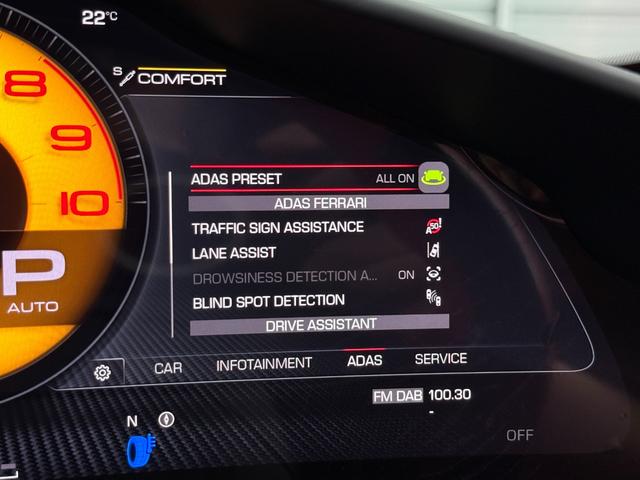 22°C
S COMFORT
8
9
10
P
AUTO
ADAS PRESET ALL ON
ADAS FERRARI
TRAFFIC SIGN ASSISTANCE 50!
LANE ASSIST
DROWSINESS DETECTION A... ON
BLIND SPOT DETECTION
DRIVE ASSISTANT
CAR INFOTAINMENT ADAS SERVICE
FM DAB 100.30
-
N
OFF